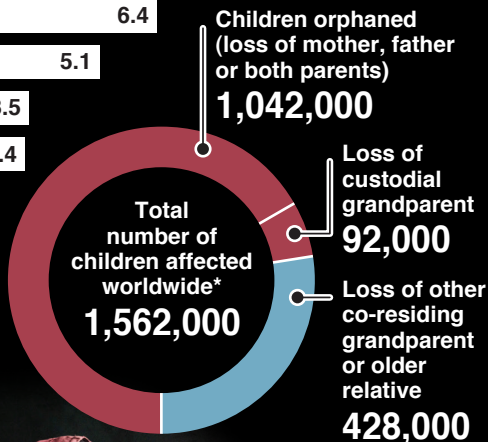 6.4
5.1
.5
.4
Children orphaned
(loss of mother, father
or both parents)
1,042,000
Loss of
custodial
grandparent
92,000
Total
number of
children affected
worldwide*
1,562,000
Loss of other
co-residing
grandparent
or older
relative
428,000